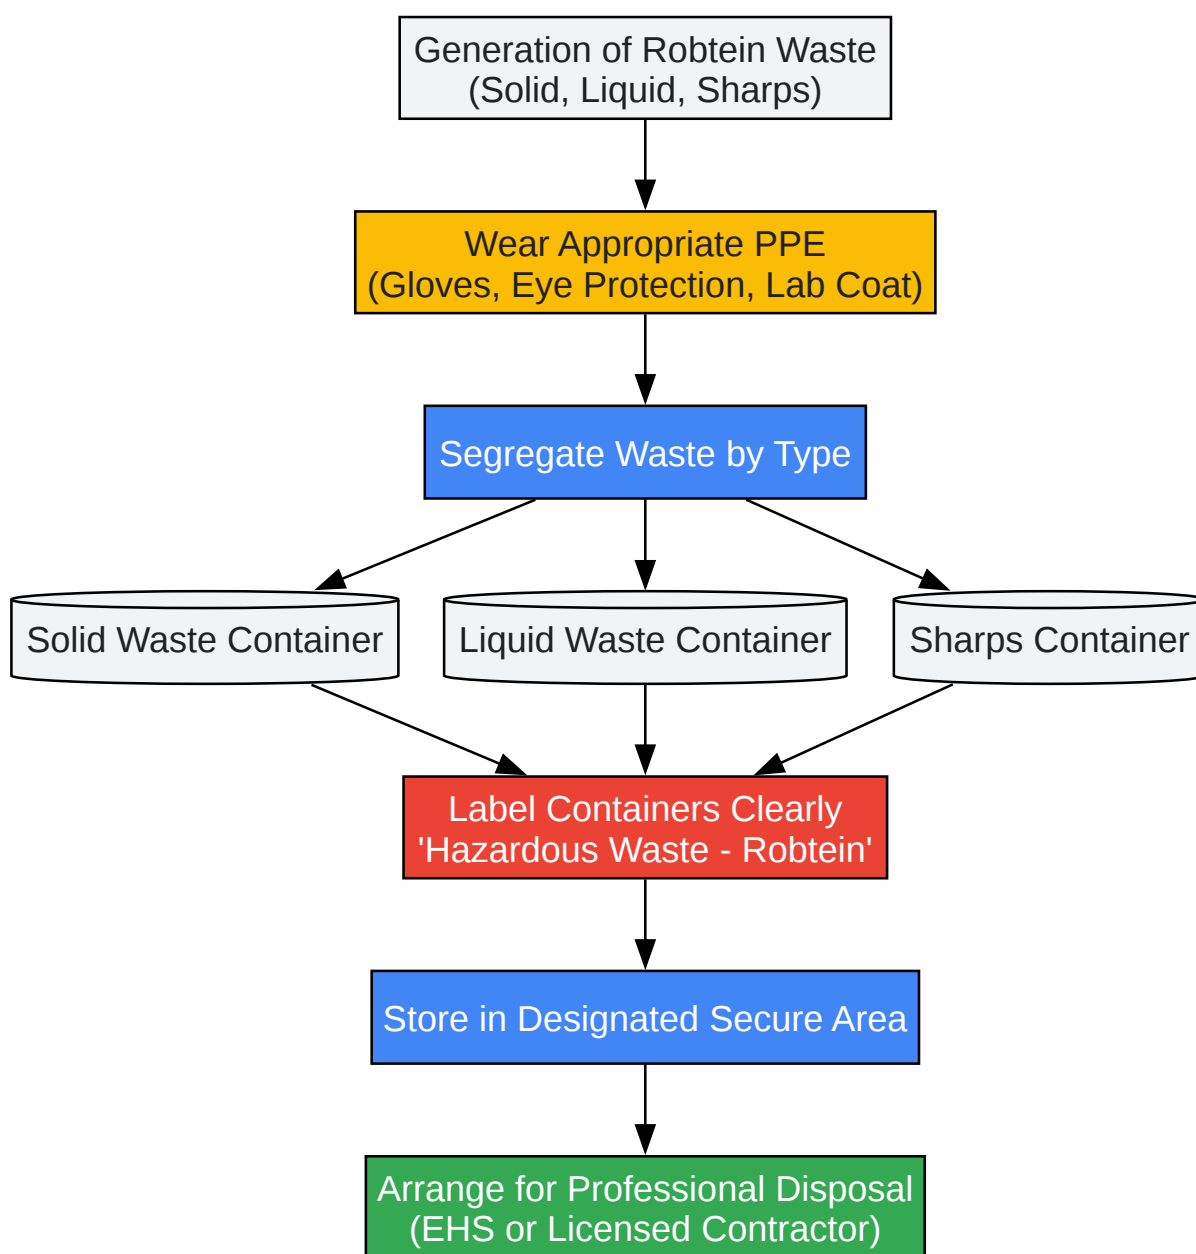 Generation of Robtein Waste
(Solid, Liquid, Sharps)
Wear Appropriate PPE
(Gloves, Eye Protection, Lab Coat)
Segregate Waste by Type
Solid Waste Container
Liquid Waste Container
Sharps Container
Label Containers Clearly
'Hazardous Waste - Robtein'
Store in Designated Secure Area
Arrange for Professional Disposal
(EHS or Licensed Contractor)